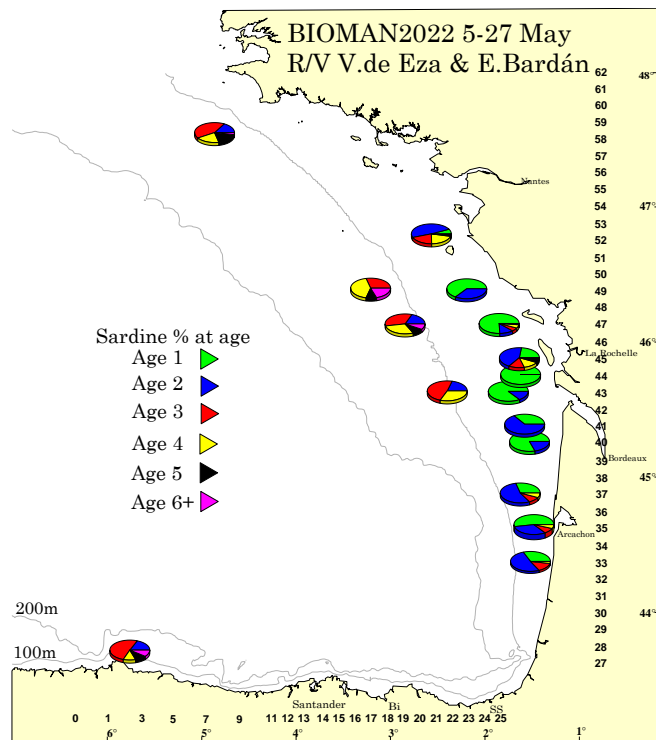 BIOMAN2022 5-27 May
R/V V.de Eza & E.Bardán
62
48°
61
60
59
58
57
56
Nantes
55
54
53
47°
52
51
50
49
48
47
46
46°
Sardine % at age
Age 1
Age 2
Age 3
Age 4
Age 5
Age 6+
La Rochelle
45
44
43
42
41
40
39
Bordeaux
38
45°
37
36
35
Arcachon
34
33
32
31
200m
30
44°
29
28
100m
27
Santander
Bi
SS
0 1 3 5 7 9 11 12 13 14 15 16 17 18 19 20 21 22 23 24 25
6° 5° 4° 3° 2° 1°